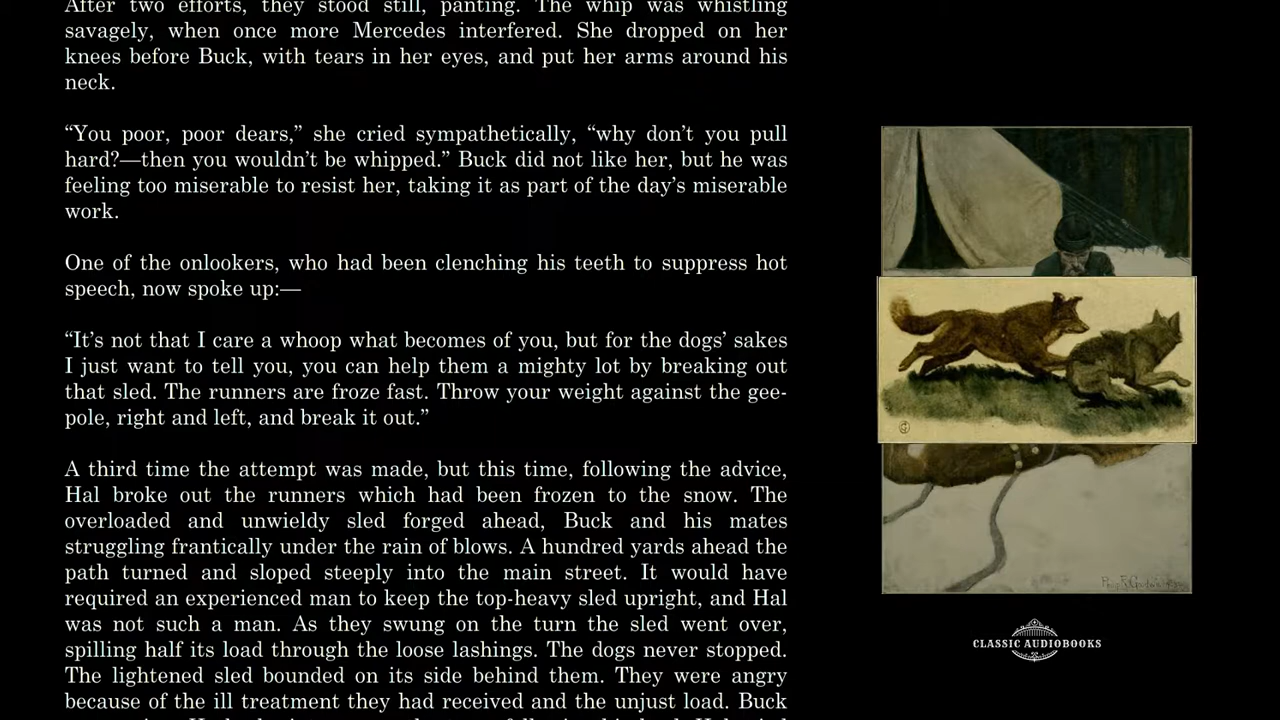 After two efforts, they stood still, panting. The whip was whistling
savagely, when once more Mercedes interfered. She dropped on her
knees before Buck, with tears in her eyes, and put her arms around his
neck.
“You poor, poor dears,” she cried sympathetically, “why don’t you pull
hard?—then you wouldn’t be whipped.” Buck did not like her, but he was
feeling too miserable to resist her, taking it as part of the day’s miserable
work.
One of the onlookers, who had been clenching his teeth to suppress hot
speech, now spoke up:—
“It’s not that I care a whoop what becomes of you, but for the dogs’ sakes
I just want to tell you, you can help them a mighty lot by breaking out
that sled. The runners are froze fast. Throw your weight against the gee-
pole, right and left, and break it out.”
A third time the attempt was made, but this time, following the advice,
Hal broke out the runners which had been frozen to the snow. The
overloaded and unwieldy sled forged ahead, Buck and his mates
struggling frantically under the rain of blows. A hundred yards ahead the
path turned and sloped steeply into the main street. It would have
required an experienced man to keep the top-heavy sled upright, and Hal
was not such a man. As they swung on the turn the sled went over,
spilling half its load through the loose lashings. The dogs never stopped.
The lightened sled bounded on its side behind them. They were angry
because of the ill treatment they had received and the unjust load. Buck
CLASSIC AUDIOBOOKS